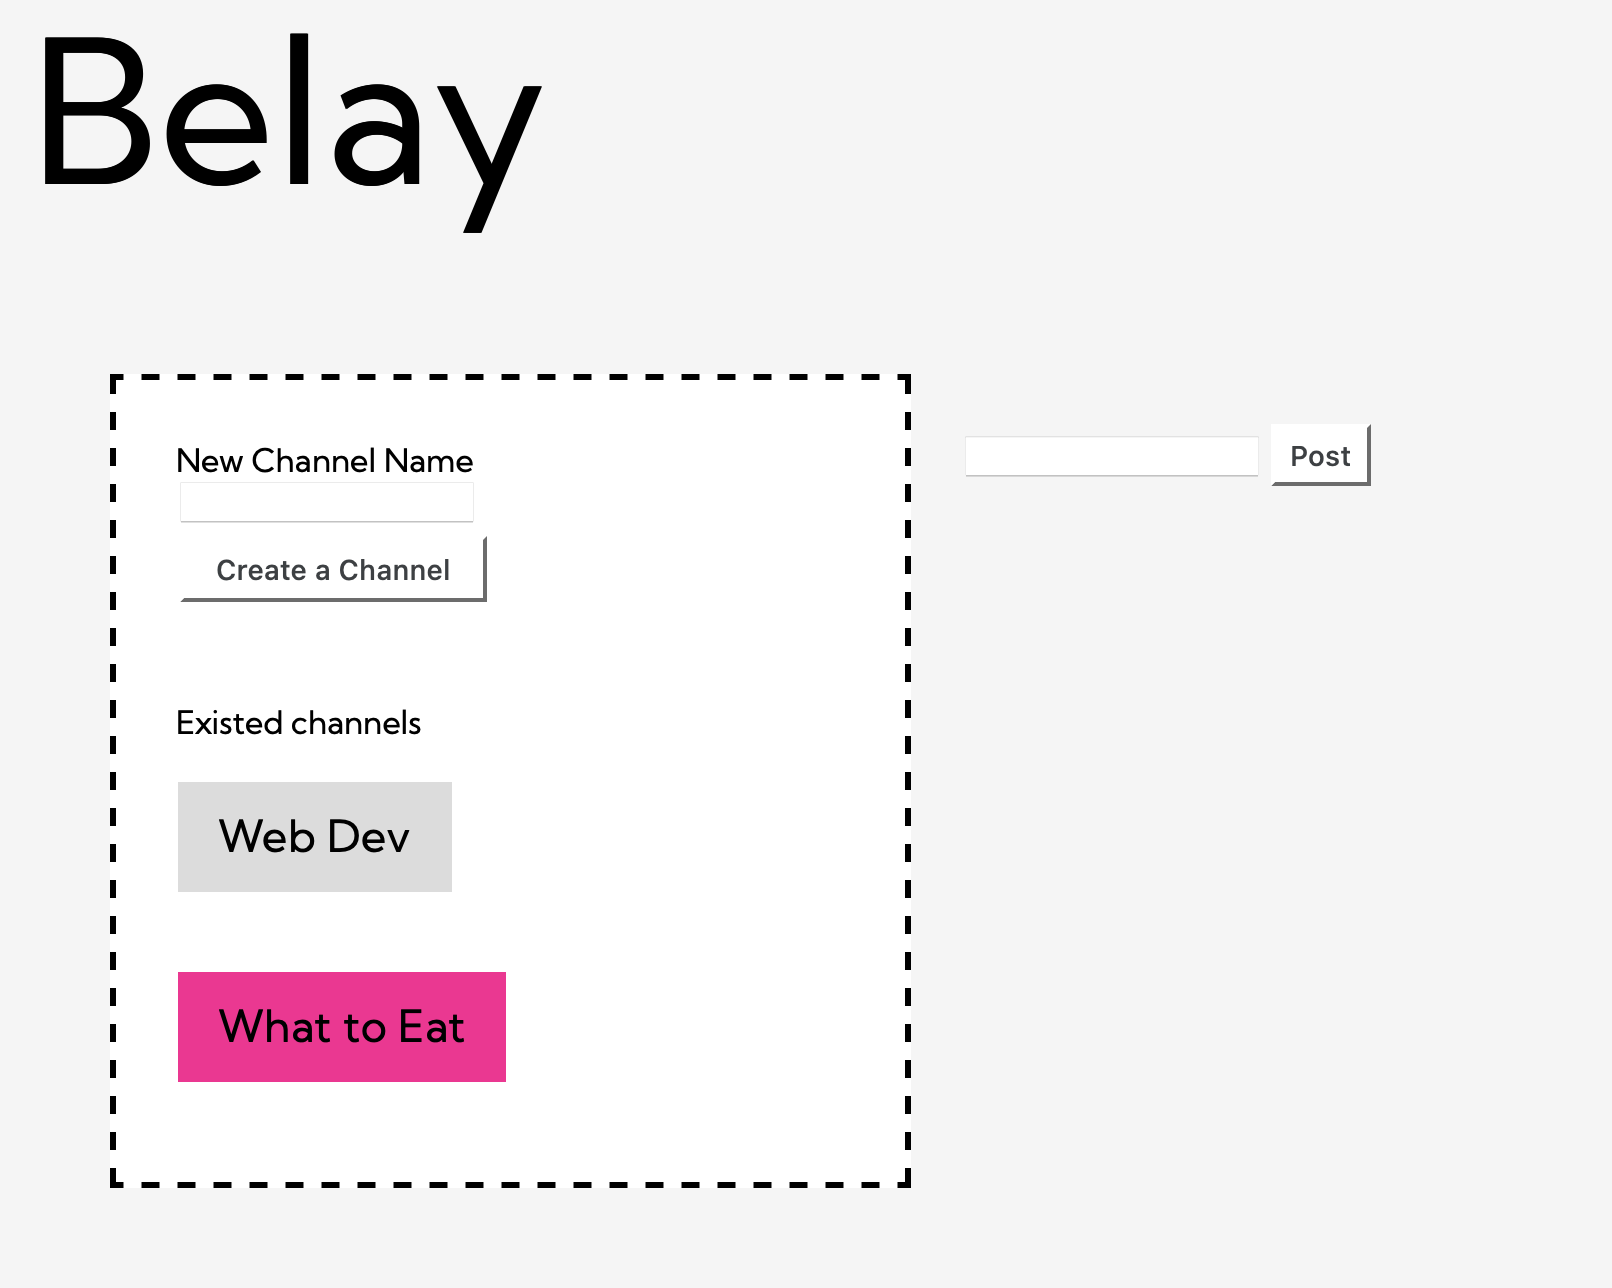 Belay
New Channel Name
Create a Channel
Existed channels
Web Dev
What to Eat
Post